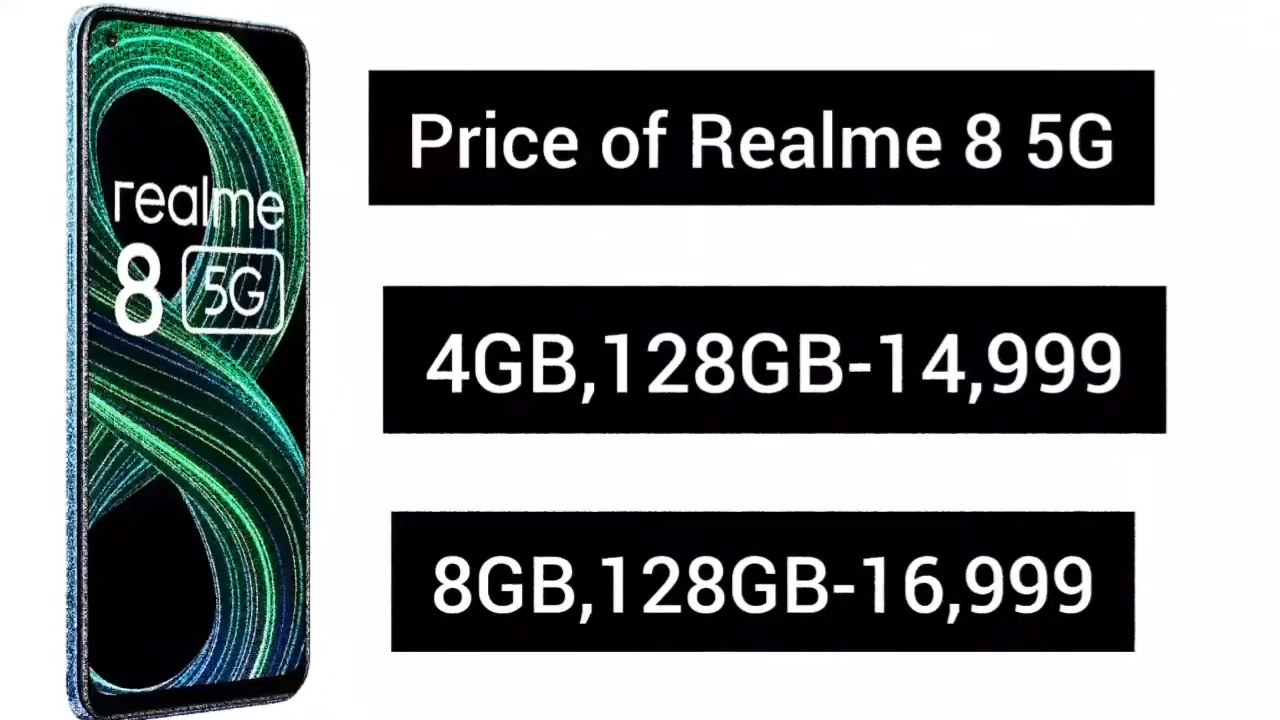 realme
8 5G
Price of Realme 8 5G
4GB,128GB-14,999
8GB,128GB-16,999